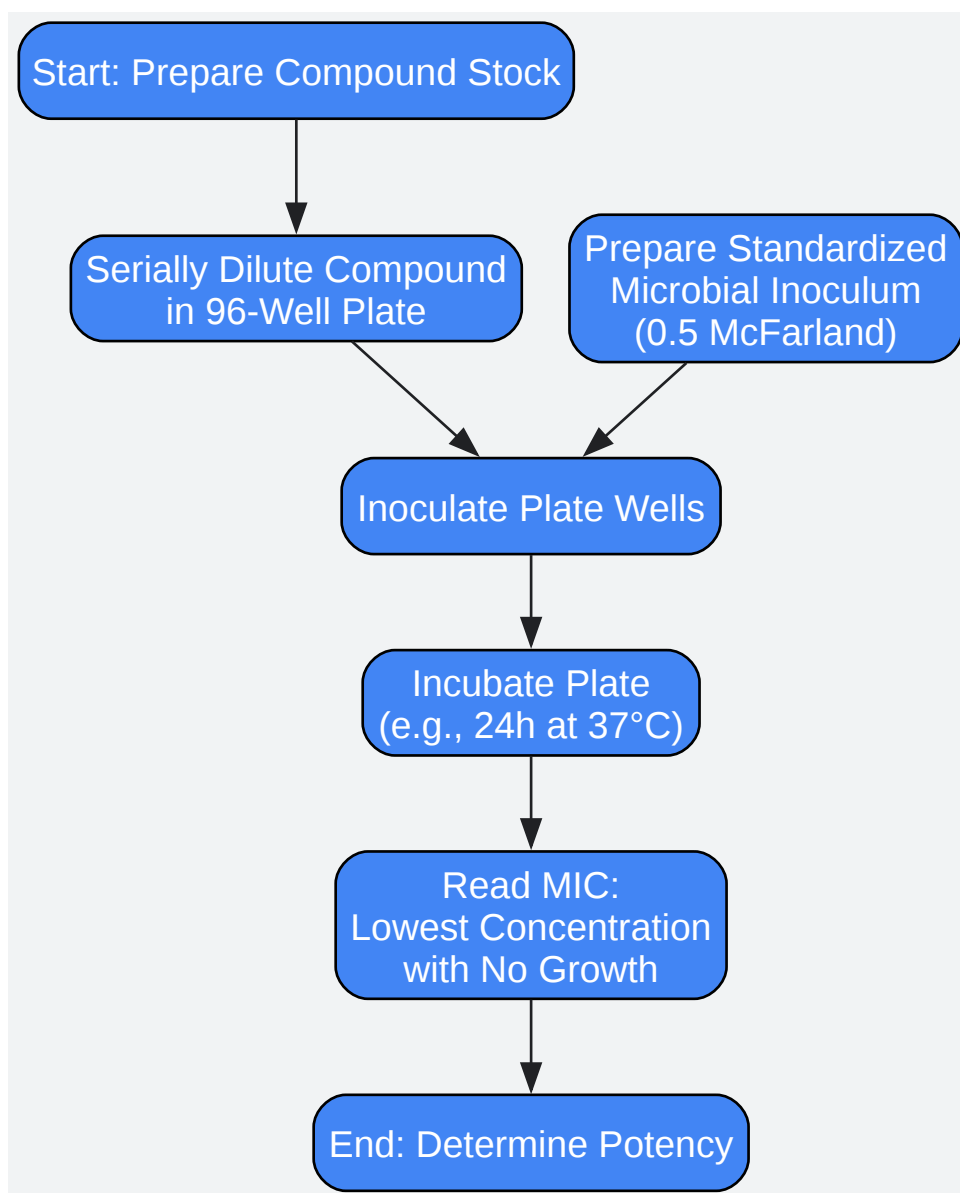 Start: Prepare Compound Stock
Serially Dilute Compound
in 96-Well Plate
Prepare Standardized
Microbial Inoculum
(0.5 McFarland)
Inoculate Plate Wells
Incubate Plate
(e.g., 24h at 37°C)
Read MIC:
Lowest Concentration
with No Growth
End: Determine Potency